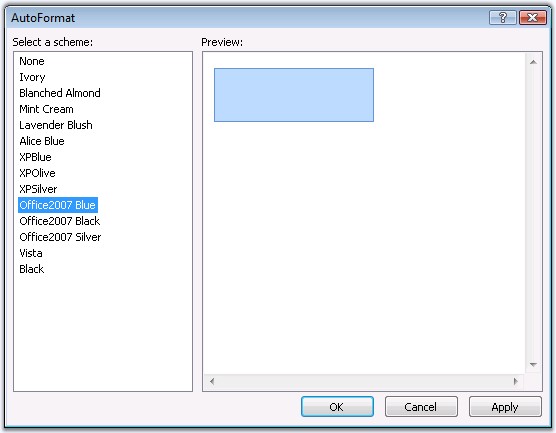 AutoFormat
Select a scheme:
Preview:
None
Ivory
Blanched Almond
Mint Cream
Lavender Blush
Alice Blue
XPBlue
XPOlive
XPSilver
Office2007 Blue
Office2007 Black
Office2007 Silver
Vista
Black
OK
Cancel
Apply